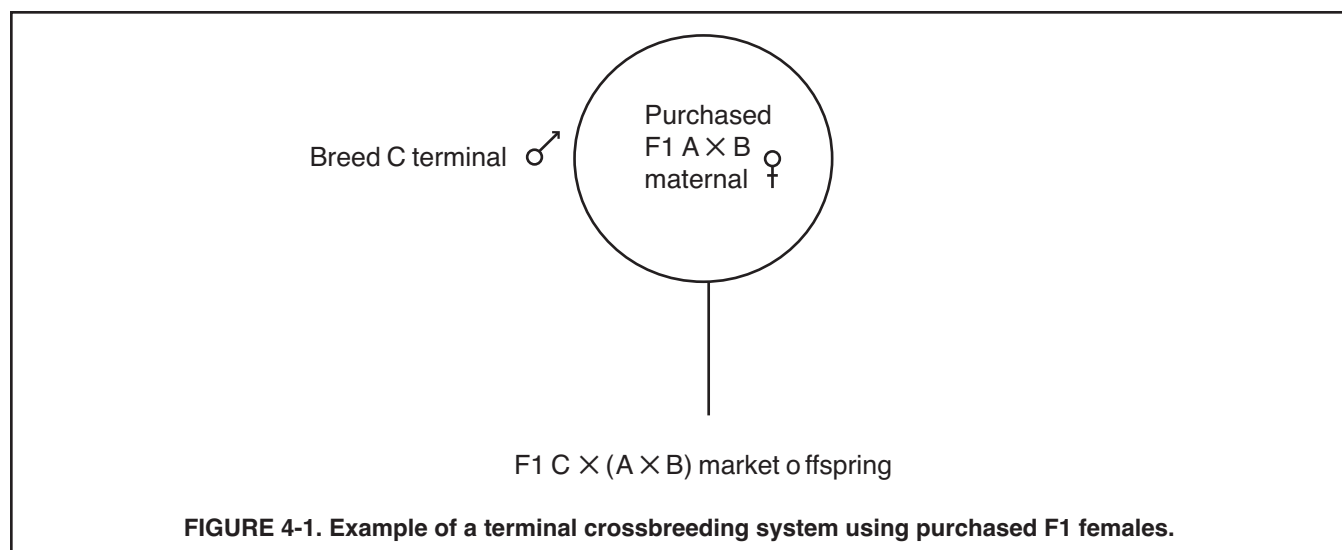 Purchased
F1 A × B ♀
maternal
Breed C terminal ♂
F1 C × (A × B) market offspring
FIGURE 4-1. Example of a terminal crossbreeding system using purchased F1 females.